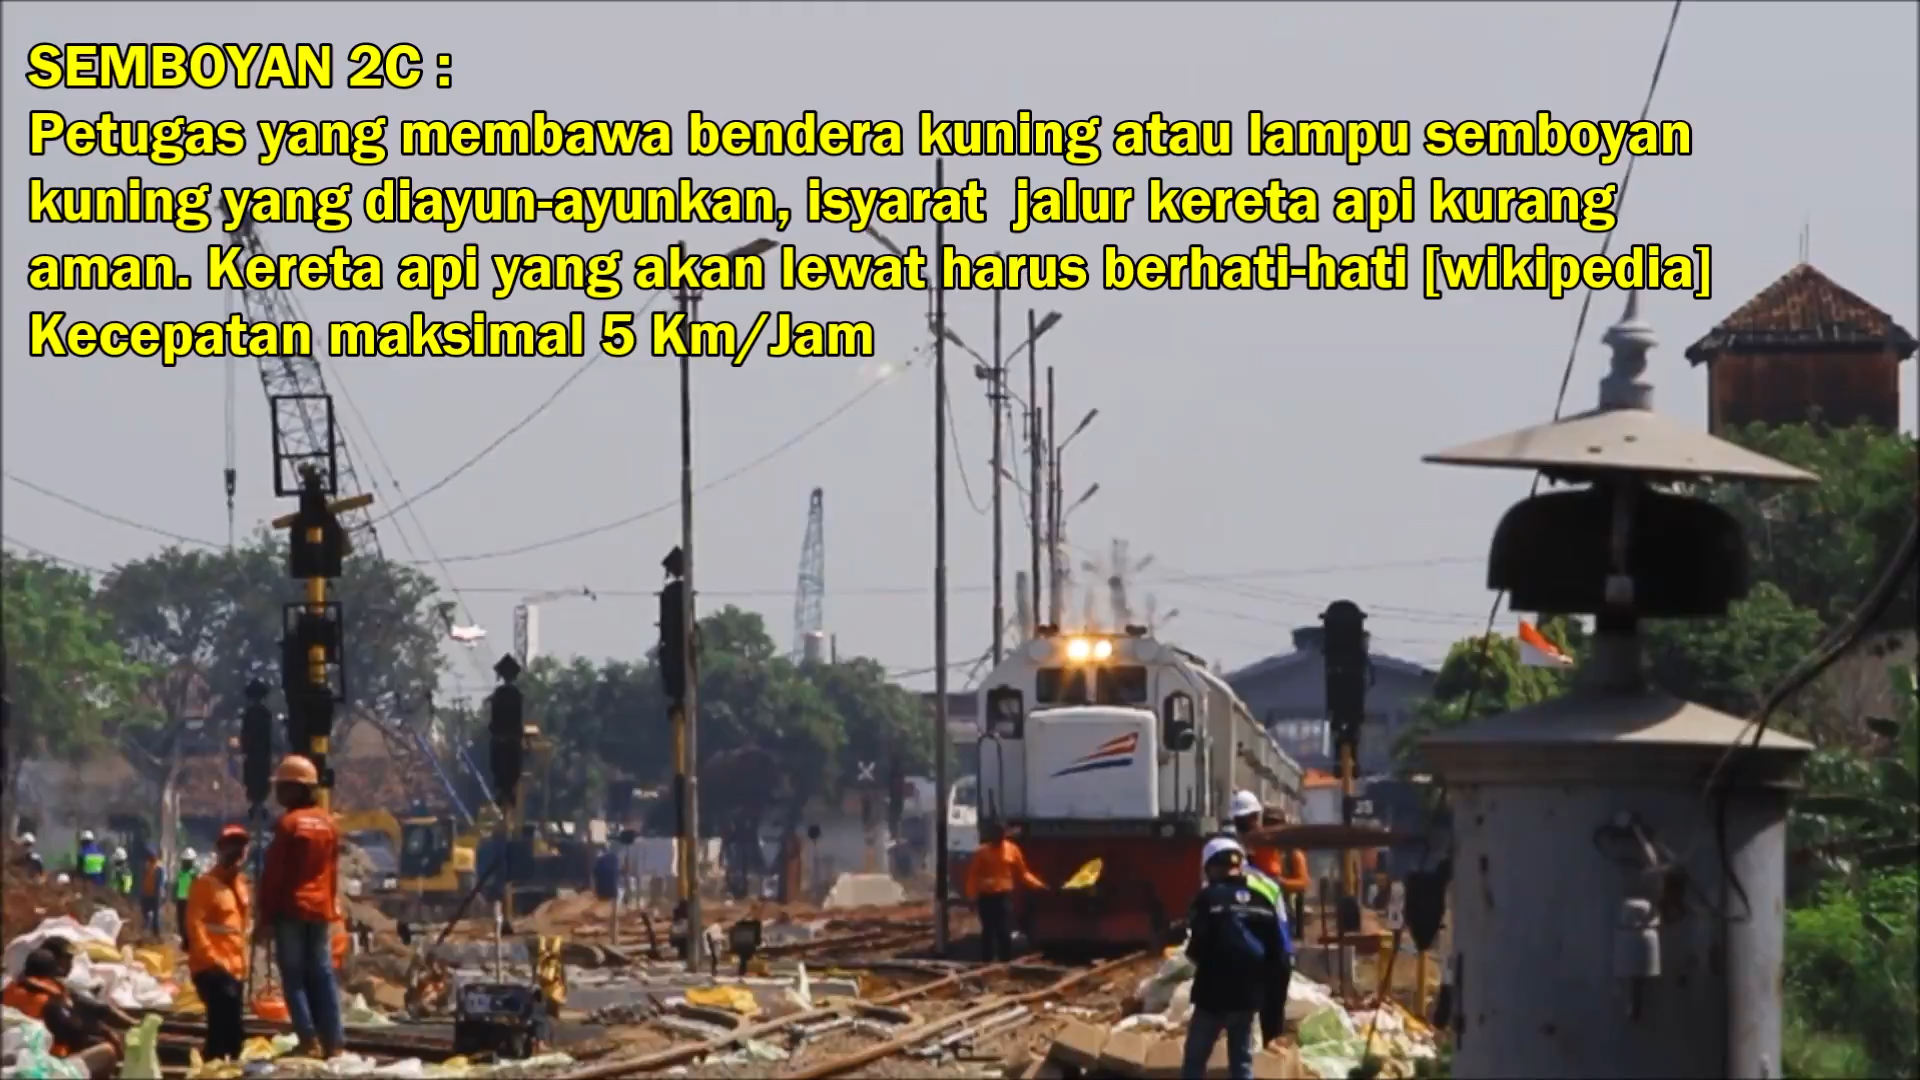 SEMBOYAN 2C :
Petugas yang membawa bendera kuning atau lampu semboyan
kuning yang diayun-ayunkan, isyarat  jalur kereta api kurang
aman. Kereta api yang akan lewat harus berhati-hati [wikipedia]
Kecepatan maksimal 5 Km/Jam